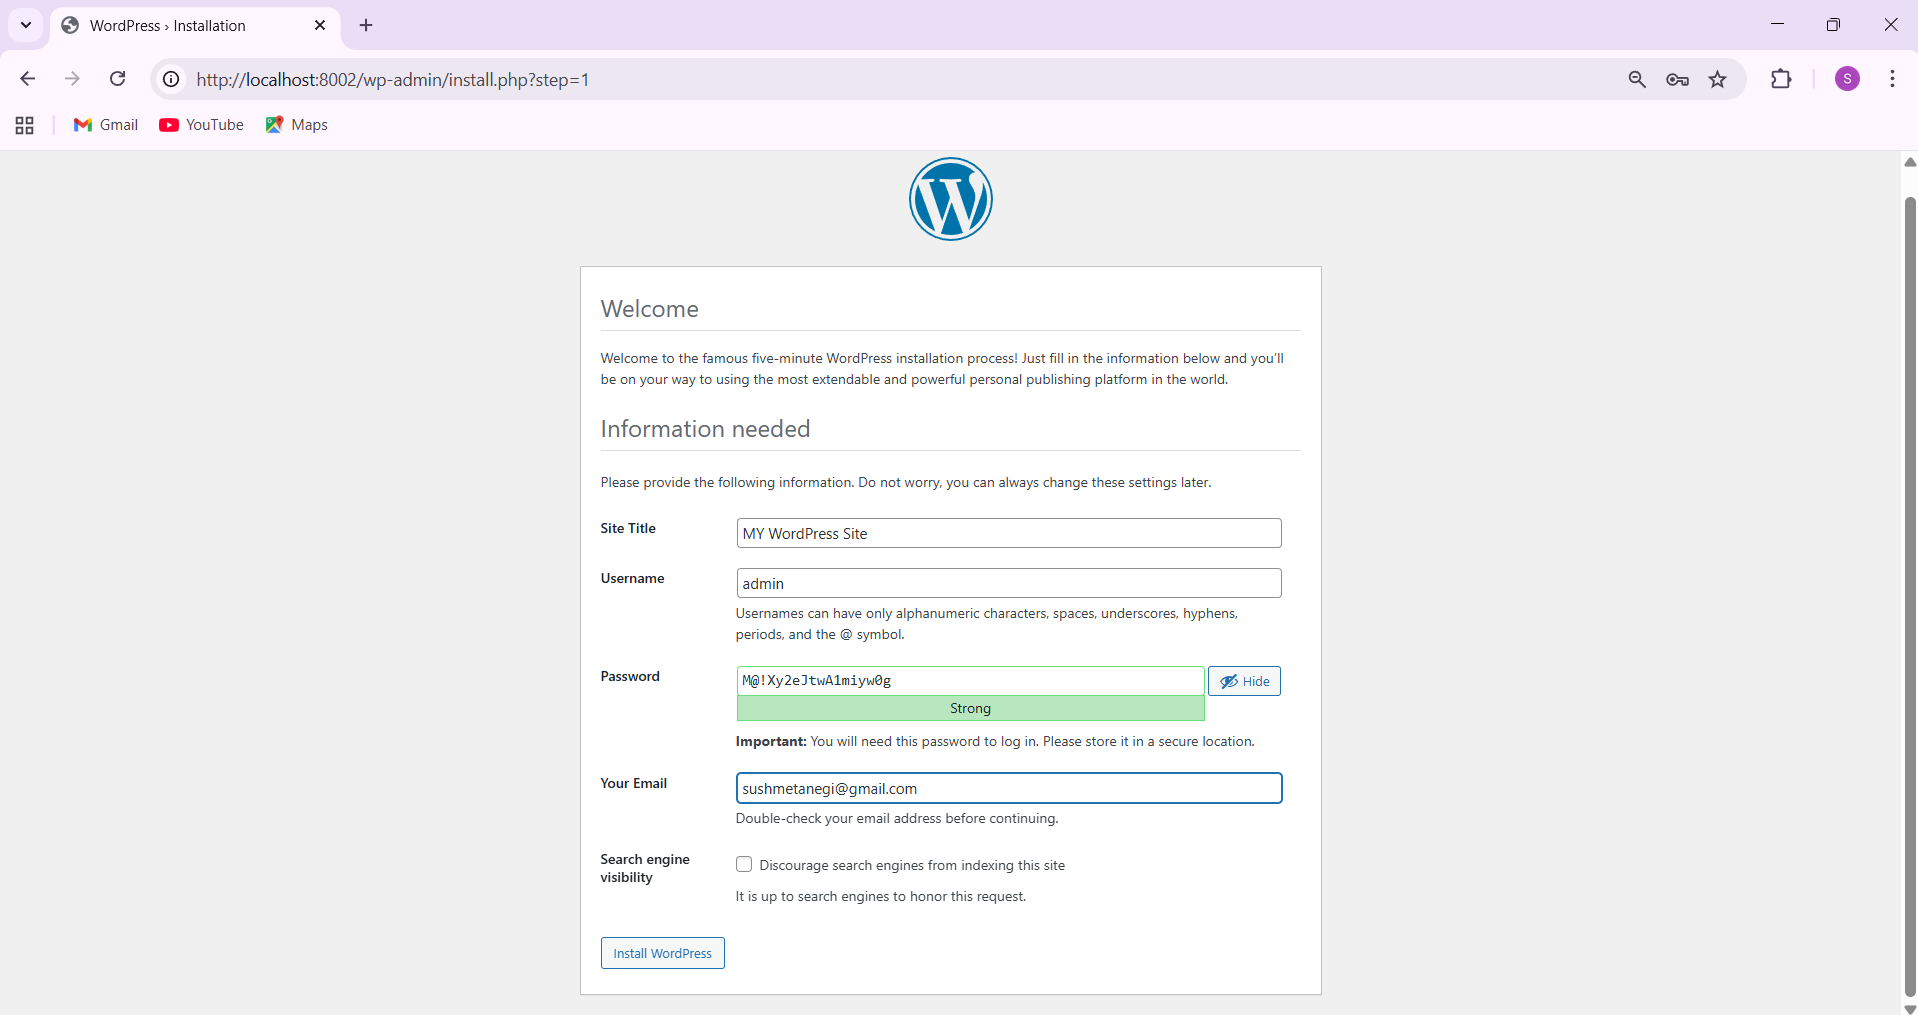 WordPress › Installation
http://localhost:8002/wp-admin/install.php?step=1
S
Gmail
YouTube
Maps
W
Welcome
Welcome to the famous five-minute WordPress installation process! Just fill in the information below and you’ll
be on your way to using the most extendable and powerful personal publishing platform in the world.
Information needed
Please provide the following information. Do not worry, you can always change these settings later.
Site Title
MY WordPress Site
Username
admin
Usernames can have only alphanumeric characters, spaces, underscores, hyphens,
periods, and the @ symbol.
Password
M@!Xy2eJtwA1miyw0g
Hide
Strong
Important: You will need this password to log in. Please store it in a secure location.
Your Email
sushmetanegi@gmail.com
Double-check your email address before continuing.
Search engine
visibility
Discourage search engines from indexing this site
It is up to search engines to honor this request.
Install WordPress